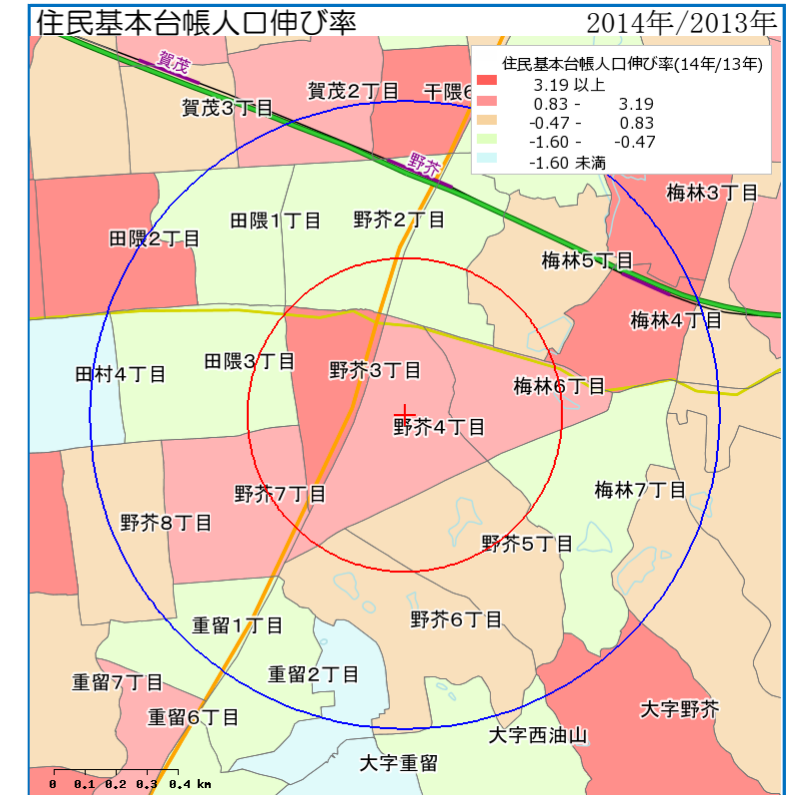 住民基本台帳人口伸び率
2014年/2013年
住民基本台帳人口伸び率(14年/13年)
3.19 以上
0.83 - 3.19
-0.47 - 0.83
-1.60 - -0.47
-1.60 未満
賀茂
賀茂2丁目
干隈6
賀茂3丁目
野芥
梅林3丁目
田隈1丁目
野芥2丁目
田隈2丁目
梅林5丁目
梅林4丁目
田隈3丁目
田村4丁目
野芥3丁目
梅林6丁目
野芥4丁目
野芥7丁目
梅林7丁目
野芥8丁目
野芥5丁目
重留1丁目
野芥6丁目
重留2丁目
重留7丁目
重留6丁目
大字野芥
大字西油山
大字重留
0 0.1 0.2 0.3 0.4 km